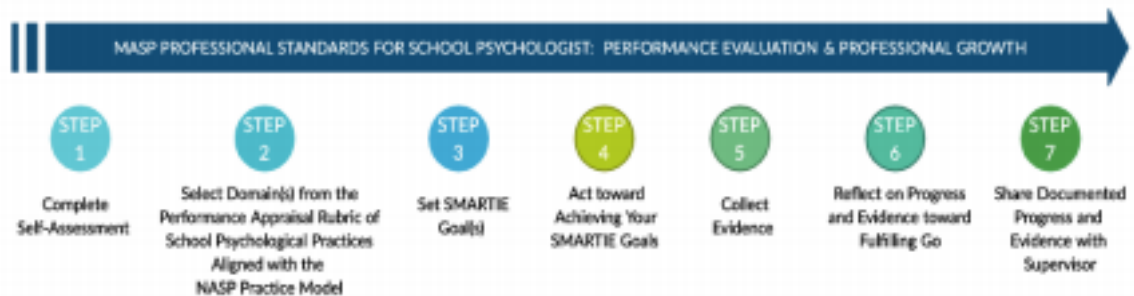 MASP PROFESSIONAL STANDARDS FOR SCHOOL PSYCHOLOGIST: PERFORMANCE EVALUATION & PROFESSIONAL GROWTH
STEP
1
Complete
Self-Assessment
STEP
2
Select Domain(s) from the
Performance Appraisal Rubric of
School Psychological Practices
Aligned with the
NASP Practice Model
STEP
3
Set SMARTIE
Goal(s)
STEP
4
Act toward
Achieving Your
SMARTIE Goals
STEP
5
Collect
Evidence
STEP
6
Reflect on Progress
and Evidence toward
Fulfilling Go
STEP
7
Share Documented
Progress and
Evidence with
Supervisor